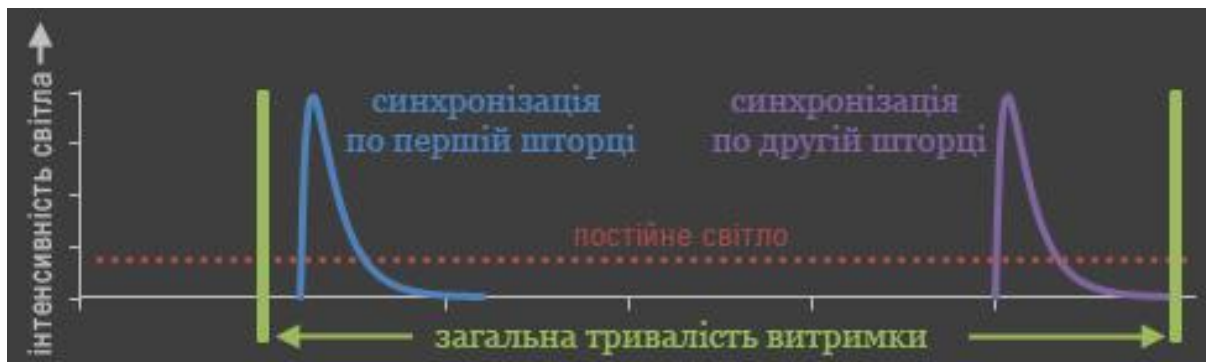 інтенсивність світла
синхронізація
по першій шторці
синхронізація
по другій шторці
постійне світло
загальна тривалість витримки